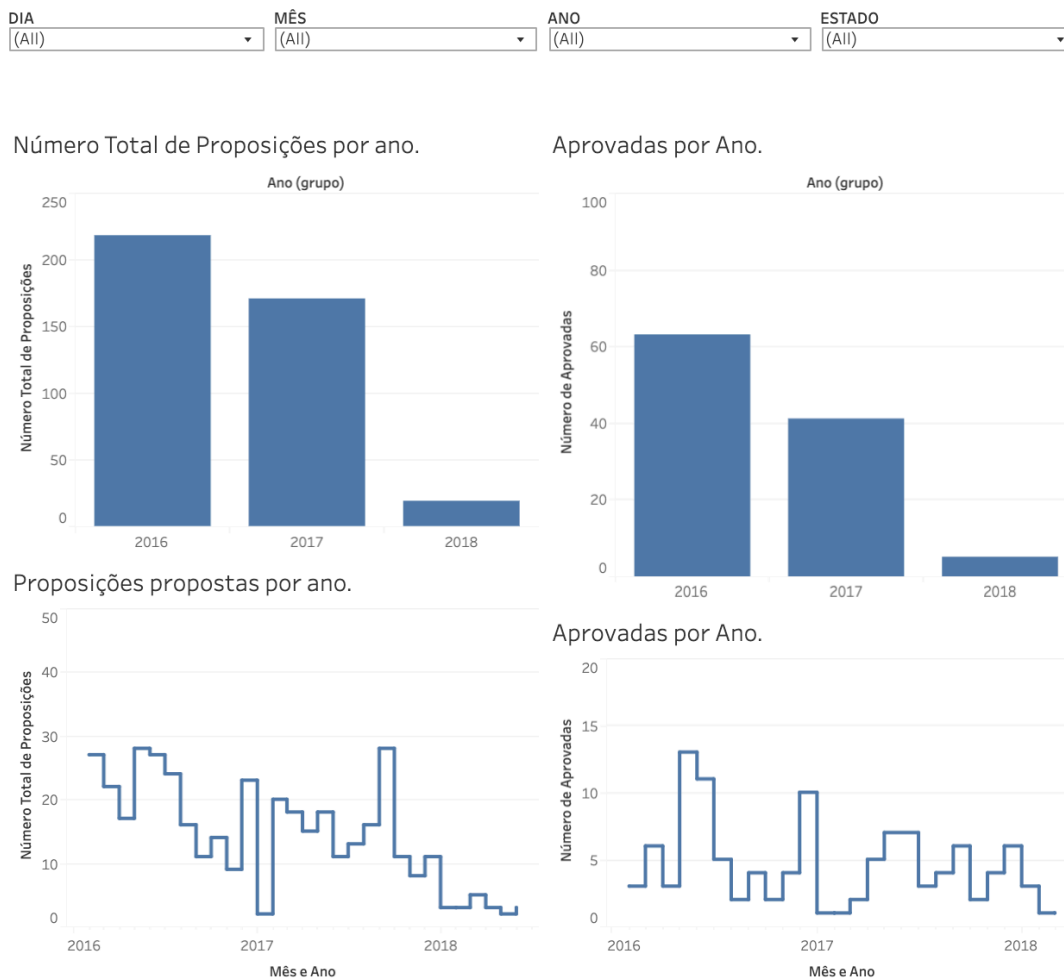 DIA MÊS ANO ESTADO
(All) (All) (All) (All)
Número Total de Proposições por ano.
Ano (grupo)
Número Total de Proposições
250
200
150
100
50
0
2016 2017 2018
Aprovadas por Ano.
Ano (grupo)
Número de Aprovadas
100
80
60
40
20
0
2016 2017 2018
Proposições propostas por ano.
Número Total de Proposições
50
40
30
20
10
0
2016 2017 2018
Mês e Ano
Aprovadas por Ano.
Número de Aprovadas
20
15
10
5
0
2016 2017 2018
Mês e Ano